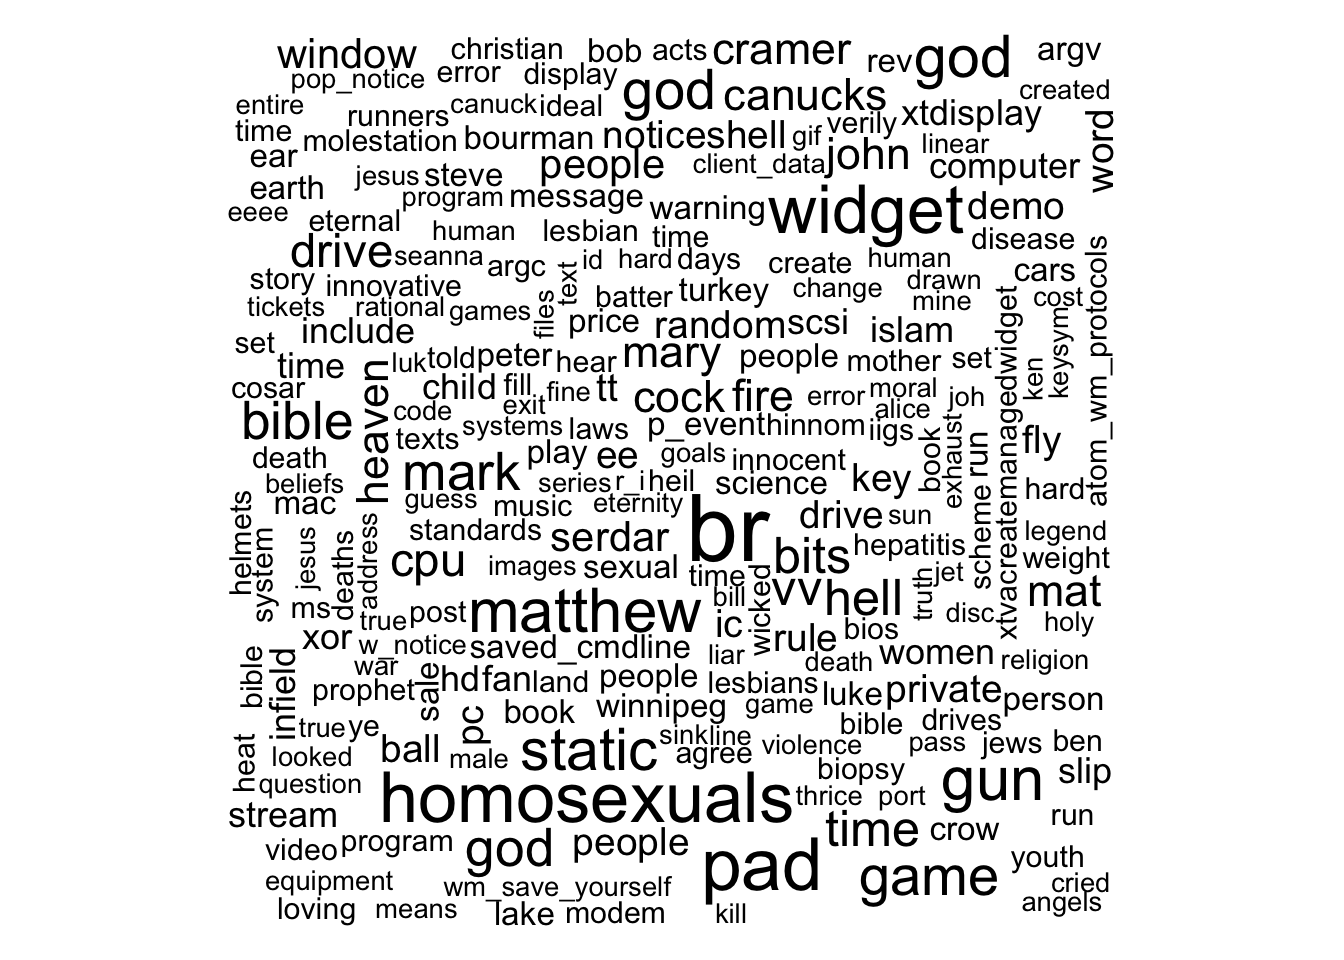 window christian bob acts cramer rev god argv
pop_notice error display god canucks created
entire runners canuck ideal xtdisplay
time molestation bourman noticeshell gif verily linear word
ear people client_data john computer
earth jesus steve
eeee program message warning widget demo
eternal human lesbian time disease
drive seanna argc text id hard days create human cars
story innovative batter turkey change drawn
tickets rational games files mine cost atom_wm_protocols
include price random scsi islam
set luk told peter hear mary people mother set
time keysym ken
cosar child fill fine tt cock fire error moral joh
bible heaven code exit alice
texts systems laws p_event hinnom iigs fly
death play ee goals innocent book exhaust run
beliefs mark series r_i heil science key hard
mac guess music eternity
helmets standards serdar br drive sun legend
system jesus deaths address cpu images sexual bits hepatitis scheme weight
time jet
ms true post matthew bill wicked vv hell truth disc xtvacreatemanagedwidget mat
xor w_notice saved_cmdline ic rule bios holy
war liar death women religion
bible infield prophet sale hd fan land people lesbians luke private person
true ye pc book winnipeg game bible drives
heat looked ball male static sinkline agree violence pass jews ben
question biopsy gun slip
stream homosexuals thrice port run
video program god people time crow youth
equipment wm_save_yourself pad game cried
loving means lake modem kill angels